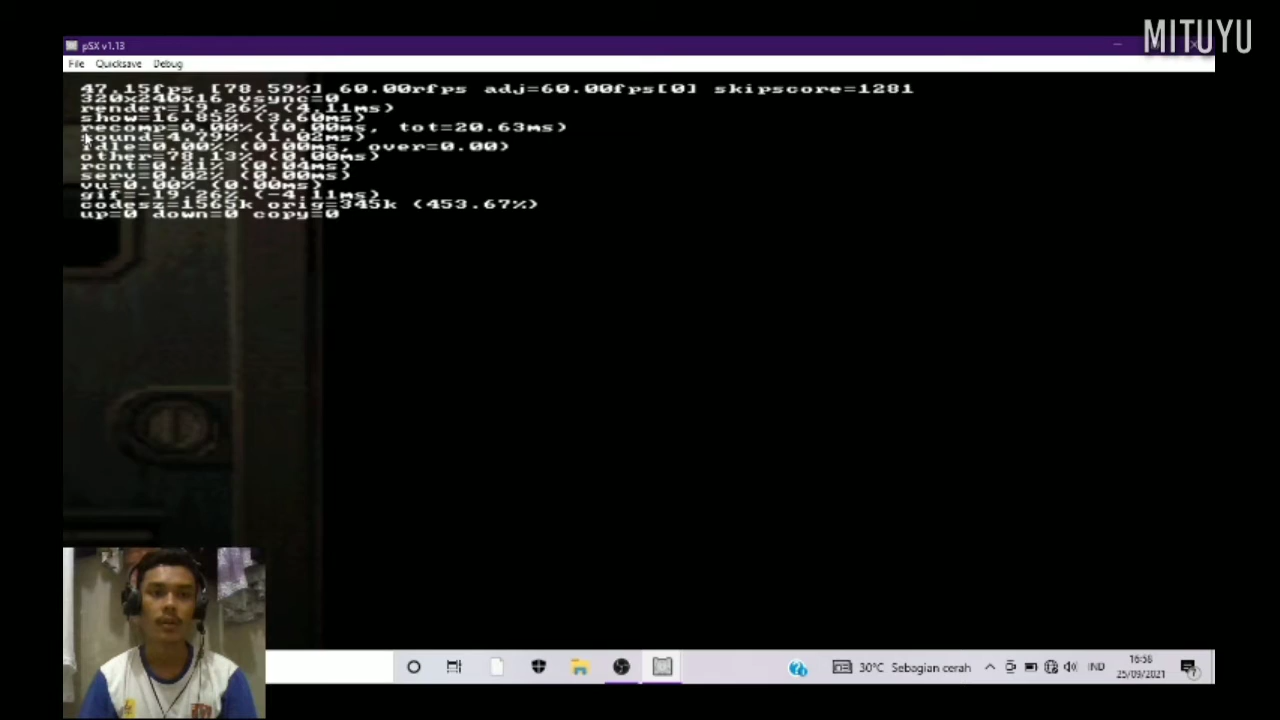 MITUYU
pSX v1.13
File Quicksave Debug
47.15fps [78.59%] 60.00rfps adj=60.00fps[0] skipscore=1281
320x240x16 vsync=0
render=19.26% (4.11ms)
show=16.85% (3.60ms)
recomp=0.00% (0.00ms, tot=20.63ms)
sound=4.79% (1.02ms)
idle=0.00% (0.00ms, over=0.00)
other=78.13% (0.00ms)
rcnt=0.21% (0.04ms)
serv=0.02% (0.00ms)
vu=0.00% (0.00ms)
gif=-19.26% (-4.11ms)
codesz=1565k orig=345k (453.67%)
up=0 down=0 copy=0
30°C Sebagian cerah
IND
16:58
25/09/2021